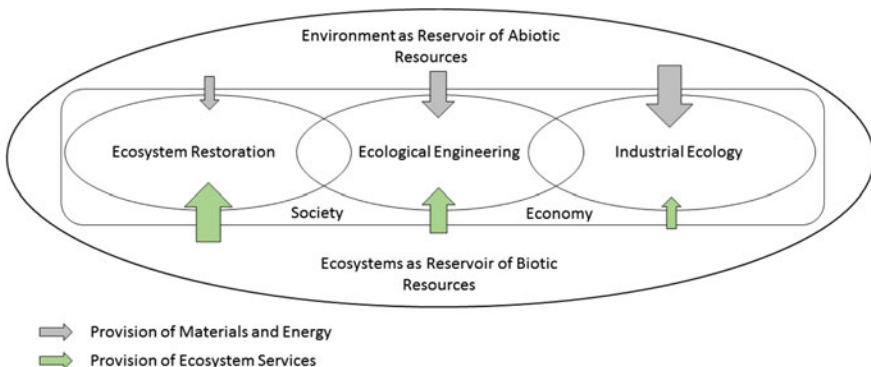 Environment as Reservoir of Abiotic
Resources
Ecosystem Restoration
Ecological Engineering
Industrial Ecology
Society
Economy
Ecosystems as Reservoir of Biotic
Resources
Provision of Materials and Energy
Provision of Ecosystem Services